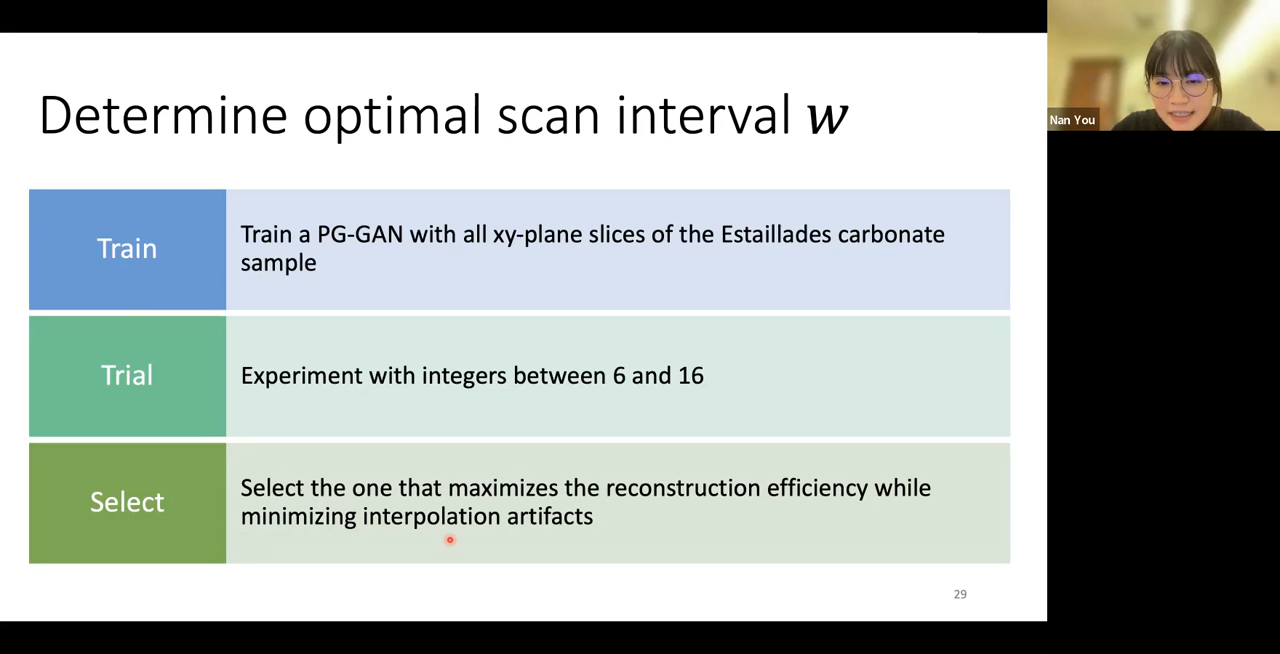 Determine optimal scan interval w
Nan You
Train
Train a PG-GAN with all xy-plane slices of the Estaillades carbonate
sample
Trial
Experiment with integers between 6 and 16
Select
Select the one that maximizes the reconstruction efficiency while
minimizing interpolation artifacts
29